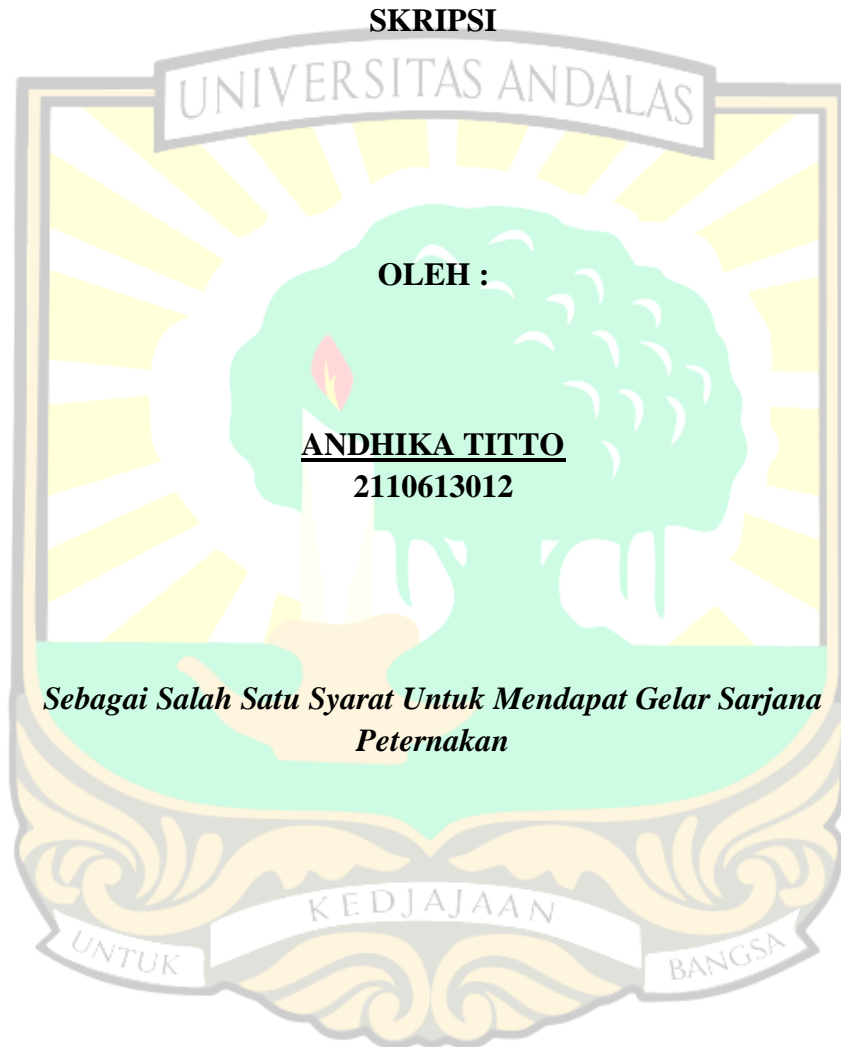 SKRIPSI
UNIVERSITAS ANDALAS
OLEH :
ANDHIKA TITTO
2110613012
Sebagai Salah Satu Syarat Untuk Mendapat Gelar Sarjana
Peternakan
UNTUK KEDJAJAAN BANGSA